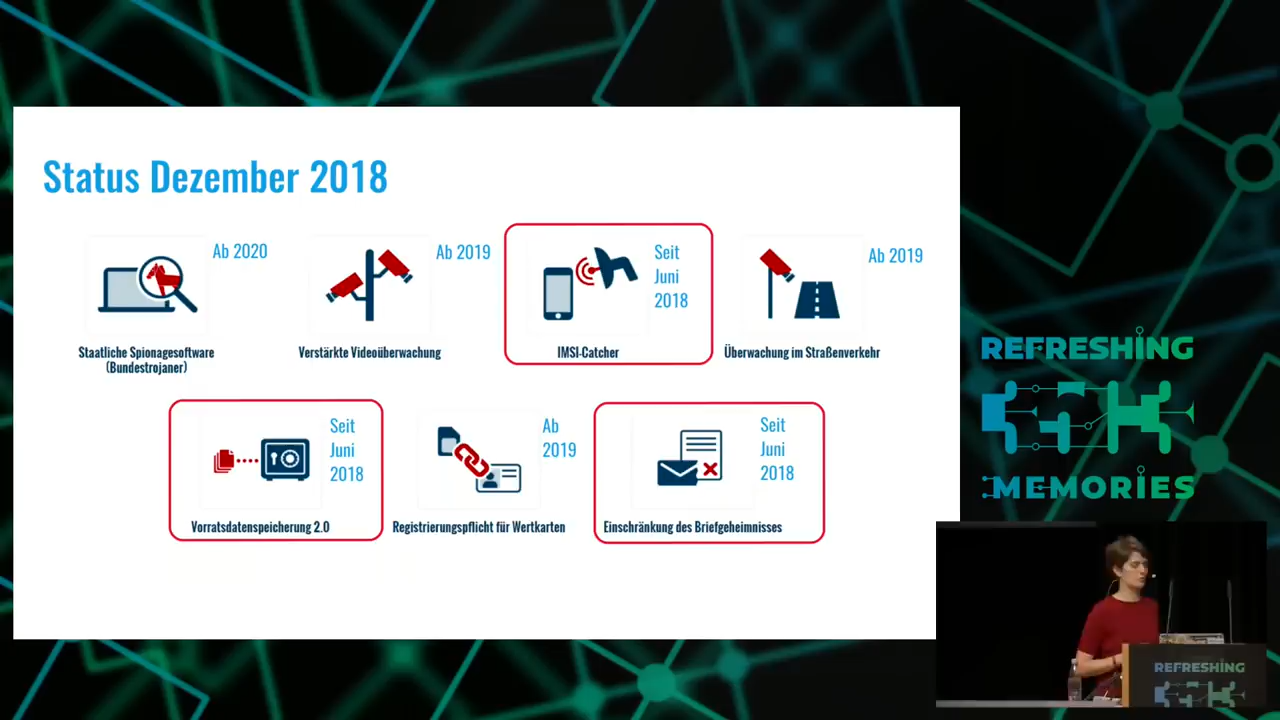 Status Dezember 2018
Ab 2020
Staatliche Spionagesoftware
(Bundestrojaner)
Ab 2019
Verstärkte Videoüberwachung
Seit
Juni
2018
IMSI-Catcher
Ab 2019
Überwachung im Straßenverkehr
Seit
Juni
2018
Vorratsdatenspeicherung 2.0
Ab
2019
Registrierungspflicht für Wertkarten
Seit
Juni
2018
Einschränkung des Briefgeheimnisses
REFRESHING
35C3
MEMORIES
REFRESHING
35C3